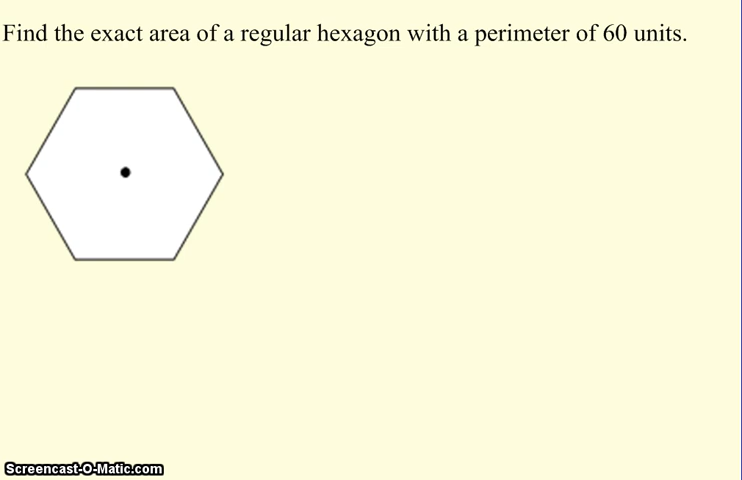 Find the exact area of a regular hexagon with a perimeter of 60 units.
Screencast-O-Matic.com